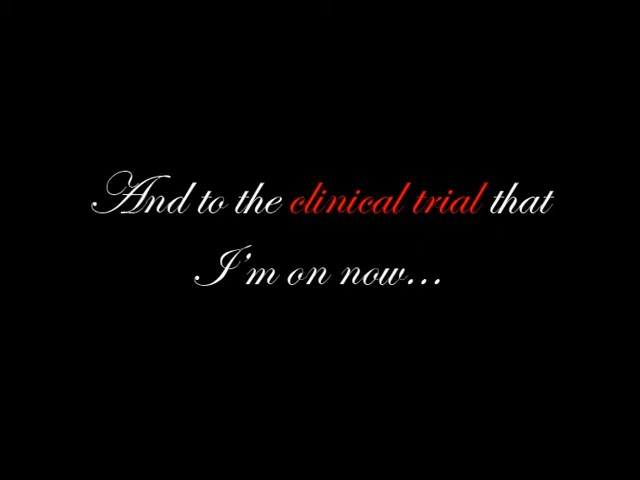 And to the clinical trial that
I'm on now...